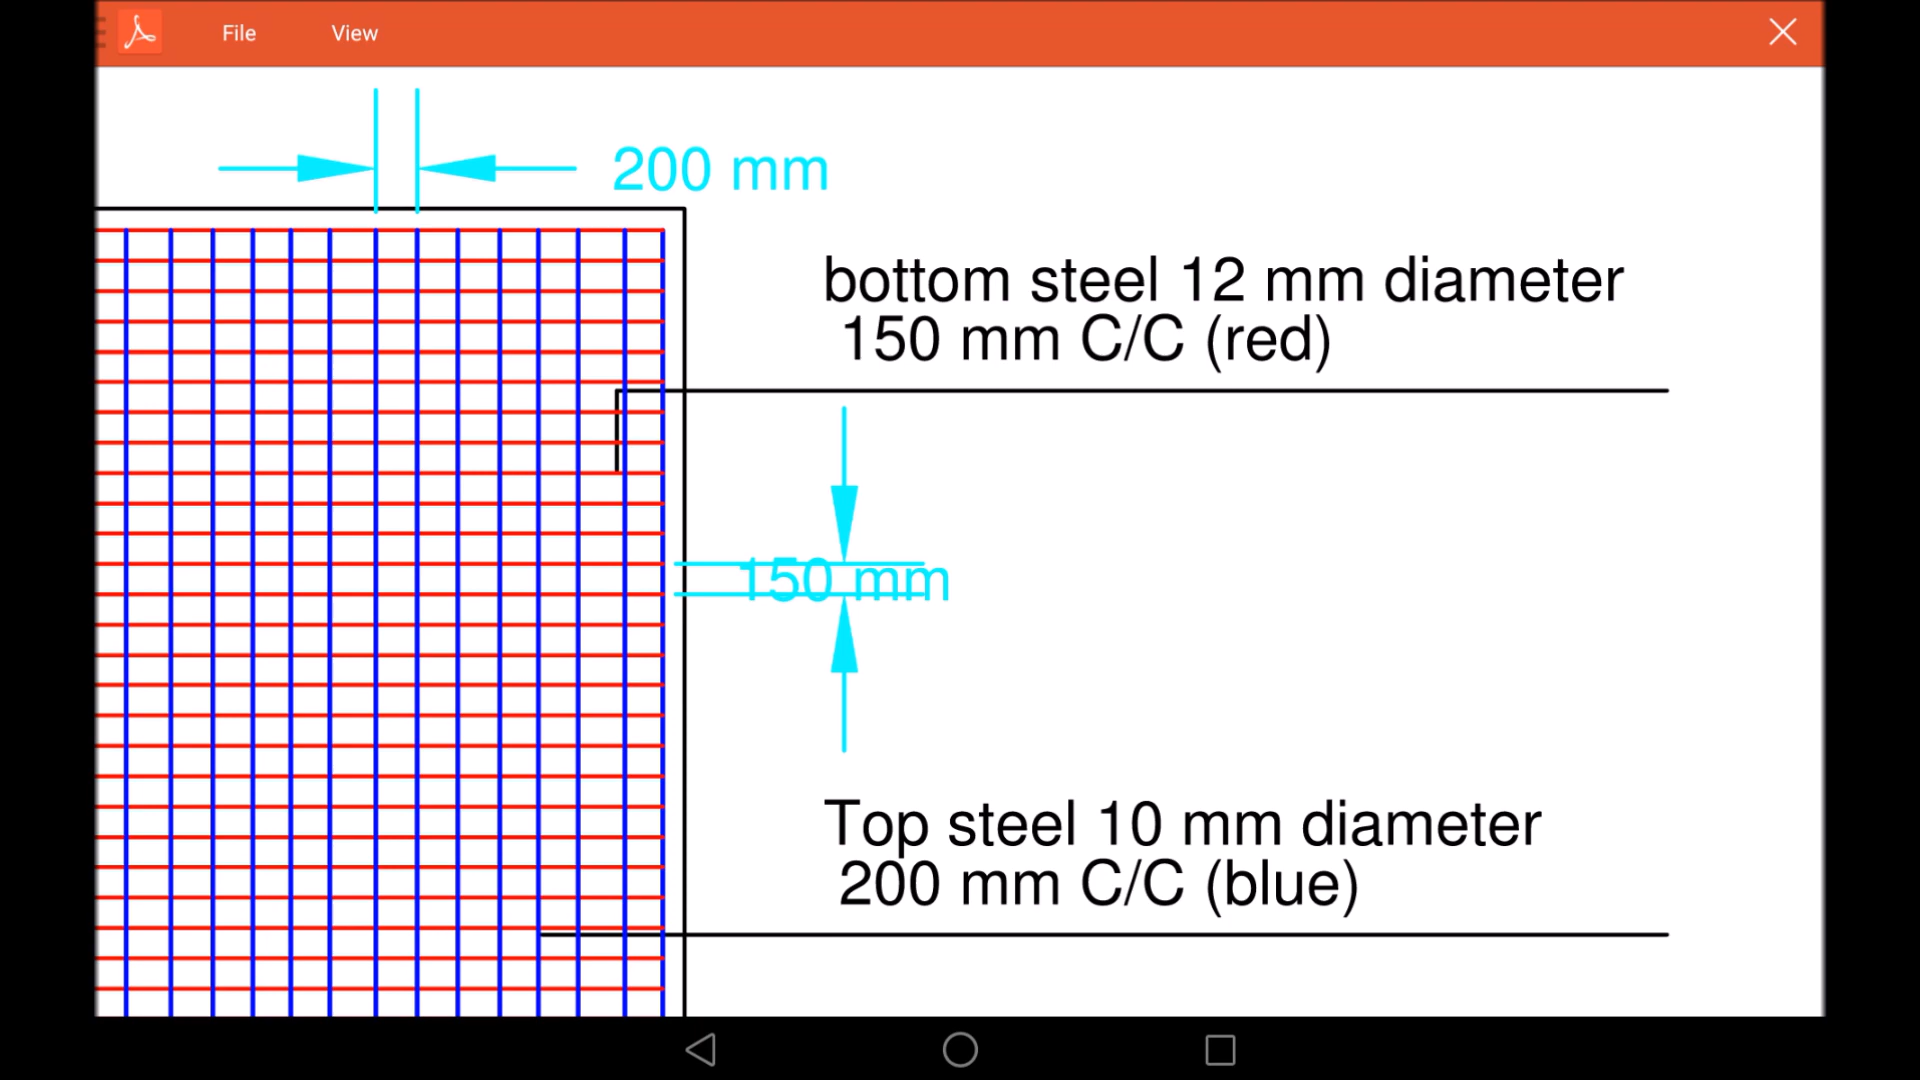 File View
200 mm
bottom steel 12 mm diameter
150 mm C/C (red)
150 mm
Top steel 10 mm diameter
200 mm C/C (blue)